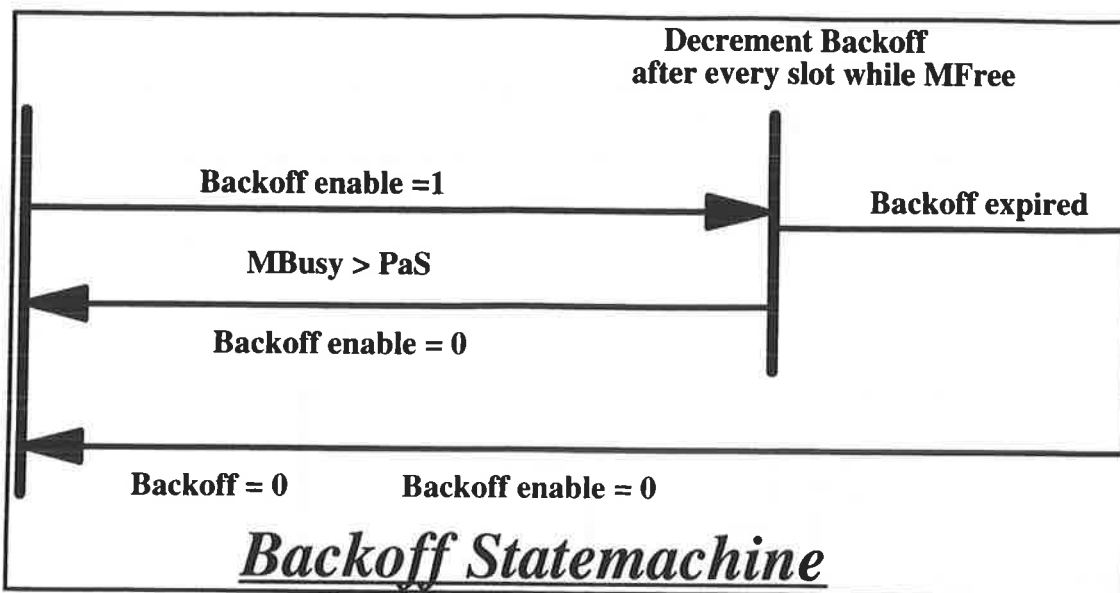 Decrement Backoff
after every slot while MFree
Backoff enable =1
Backoff expired
MBusy > PaS
Backoff enable = 0
Backoff = 0 Backoff enable = 0
Backoff Statemachine